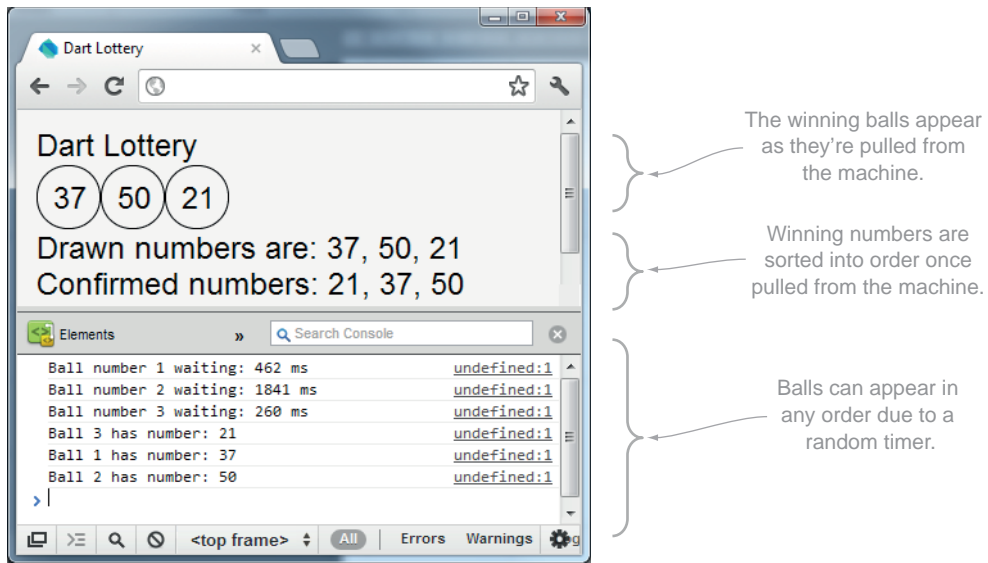 Dart Lottery
Dart Lottery
37 50 21
Drawn numbers are: 37, 50, 21
Confirmed numbers: 21, 37, 50
Elements » Search Console
Ball number 1 waiting: 462 ms undefined:1
Ball number 2 waiting: 1841 ms undefined:1
Ball number 3 waiting: 260 ms undefined:1
Ball 3 has number: 21 undefined:1
Ball 1 has number: 37 undefined:1
Ball 2 has number: 50 undefined:1
>
<top frame> All | Errors Warnings
The winning balls appear
as they’re pulled from
the machine.
Winning numbers are
sorted into order once
pulled from the machine.
Balls can appear in
any order due to a
random timer.